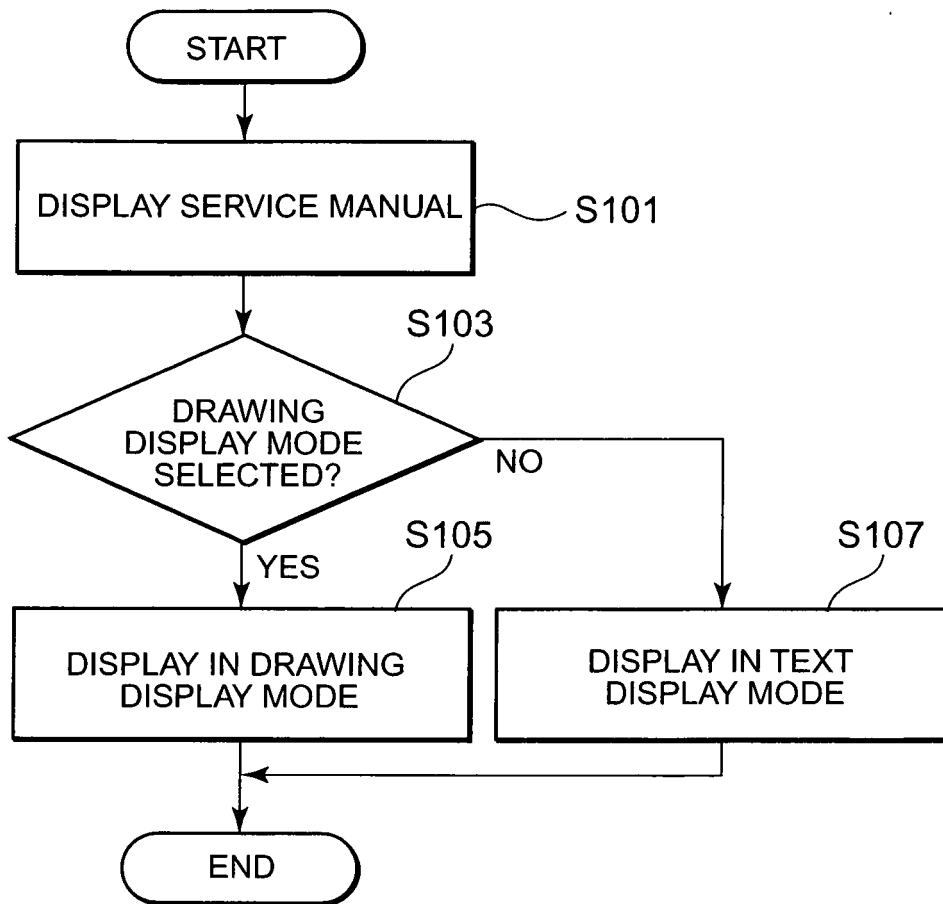 START
DISPLAY SERVICE MANUAL
S101
S103
DRAWING
DISPLAY MODE
SELECTED?
NO
YES
S105
S107
DISPLAY IN DRAWING
DISPLAY MODE
DISPLAY IN TEXT
DISPLAY MODE
END